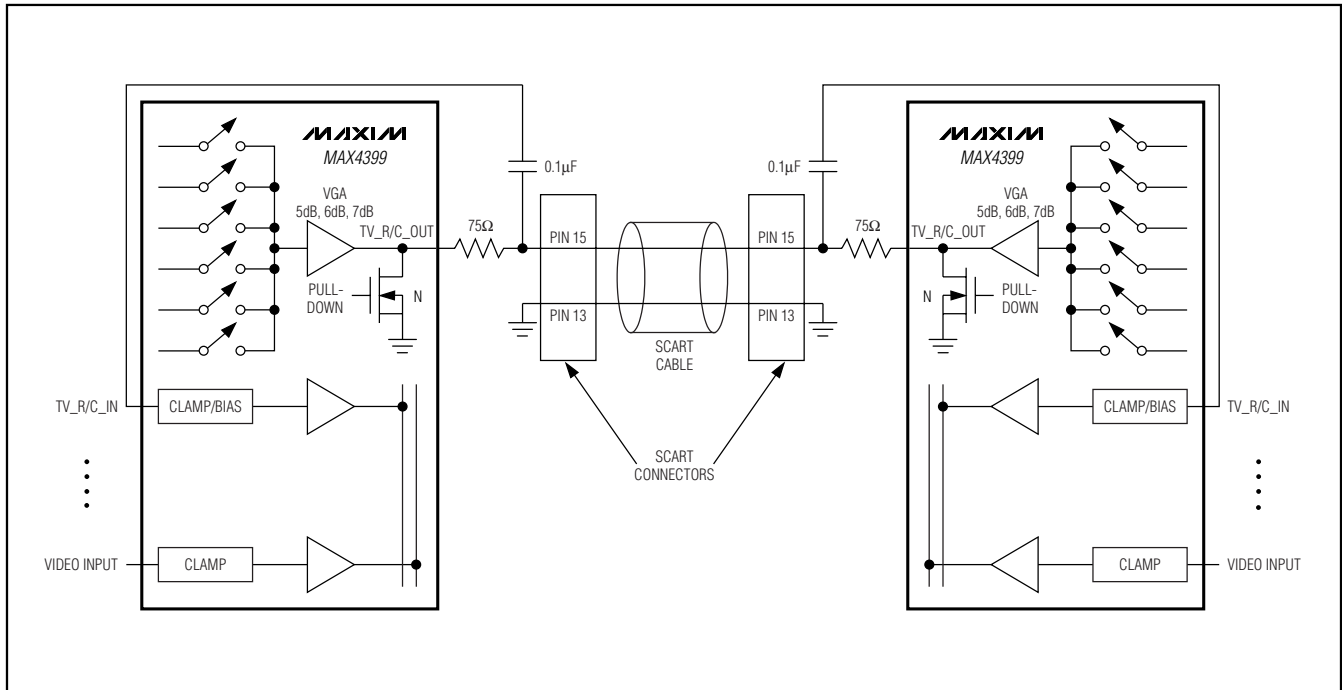 MAXIM
MAX4399
VGA
5dB, 6dB, 7dB
TV_R/C_OUT
PULL-
DOWN
N
75Ω
0.1µF
TV_R/C_IN
CLAMP/BIAS
VIDEO INPUT
CLAMP
PIN 15
PIN 13
SCART
CABLE
SCART
CONNECTORS
PIN 15
PIN 13
0.1µF
75Ω
MAXIM
MAX4399
VGA
5dB, 6dB, 7dB
TV_R/C_OUT
N
PULL-
DOWN
CLAMP/BIAS
TV_R/C_IN
CLAMP
VIDEO INPUT